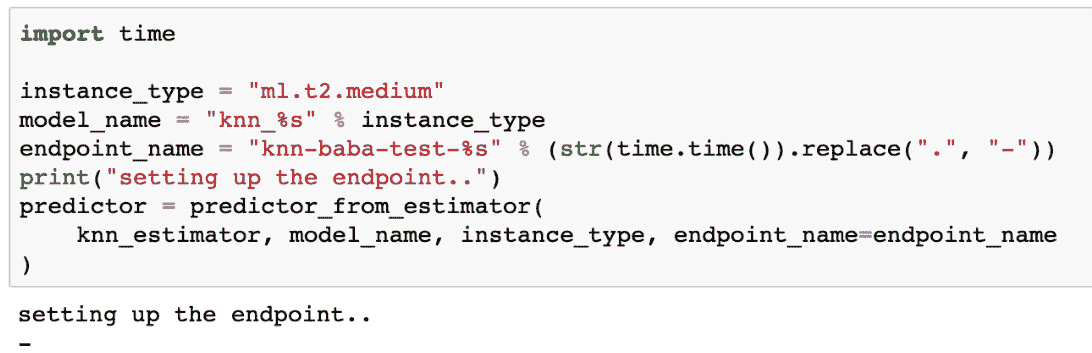 import time
instance_type = "ml.t2.medium"
model_name = "knn_%s" % instance_type
endpoint_name = "knn-baba-test-%s" % (str(time.time()).replace(".", "-"))
print("setting up the endpoint..")
predictor = predictor_from_estimator(
    knn_estimator, model_name, instance_type, endpoint_name=endpoint_name
)
setting up the endpoint..
-